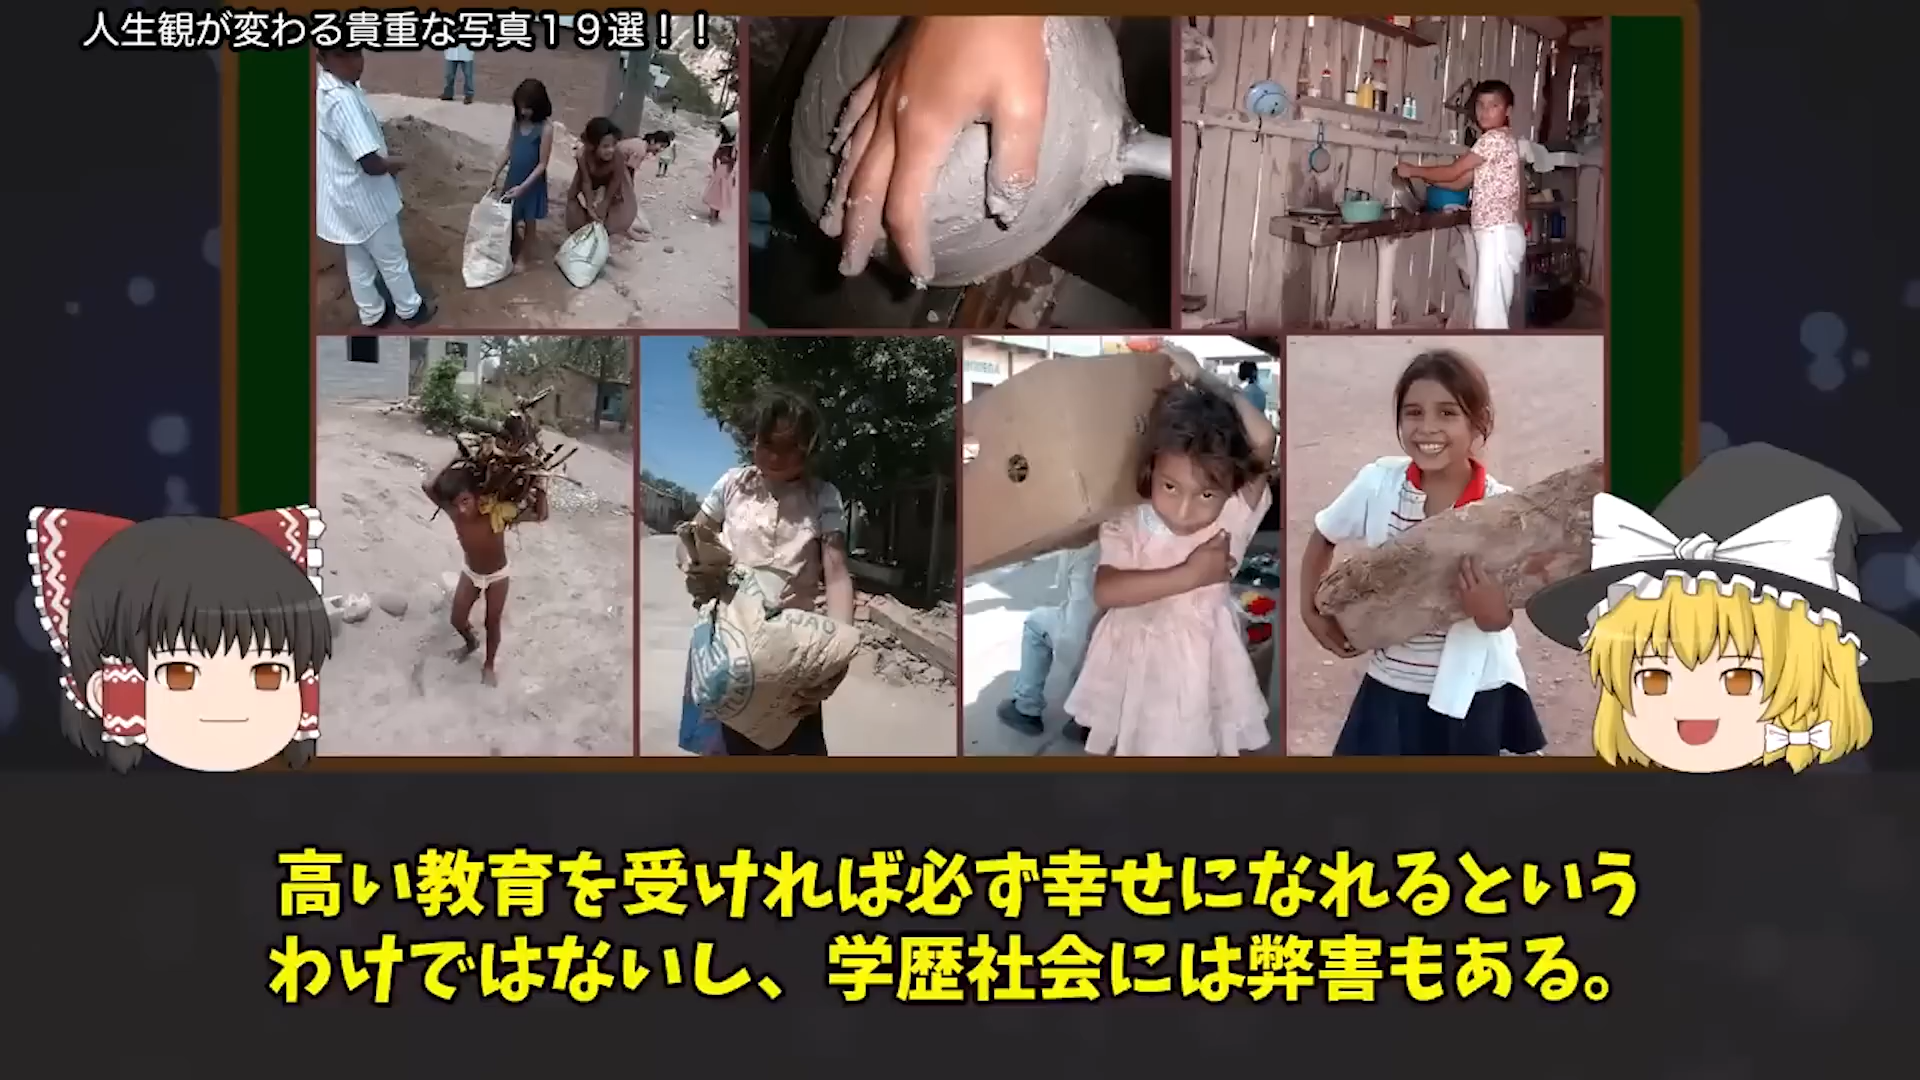 人生観が変わる貴重な写真１９選！！
高い教育を受ければ必ず幸せになれるという
わけではないし、学歴社会には弊害もある。